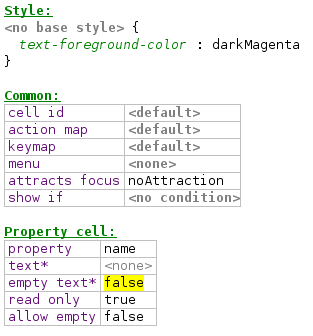 Style:
<no base style> {
text-foreground-color : darkMagenta
}
Common:
cell id <default>
action map <default>
keymap <default>
menu <none>
attracts focus noAttraction
show if <no condition>
Property cell:
property name
text* <none>
empty text* false
read only true
allow empty false